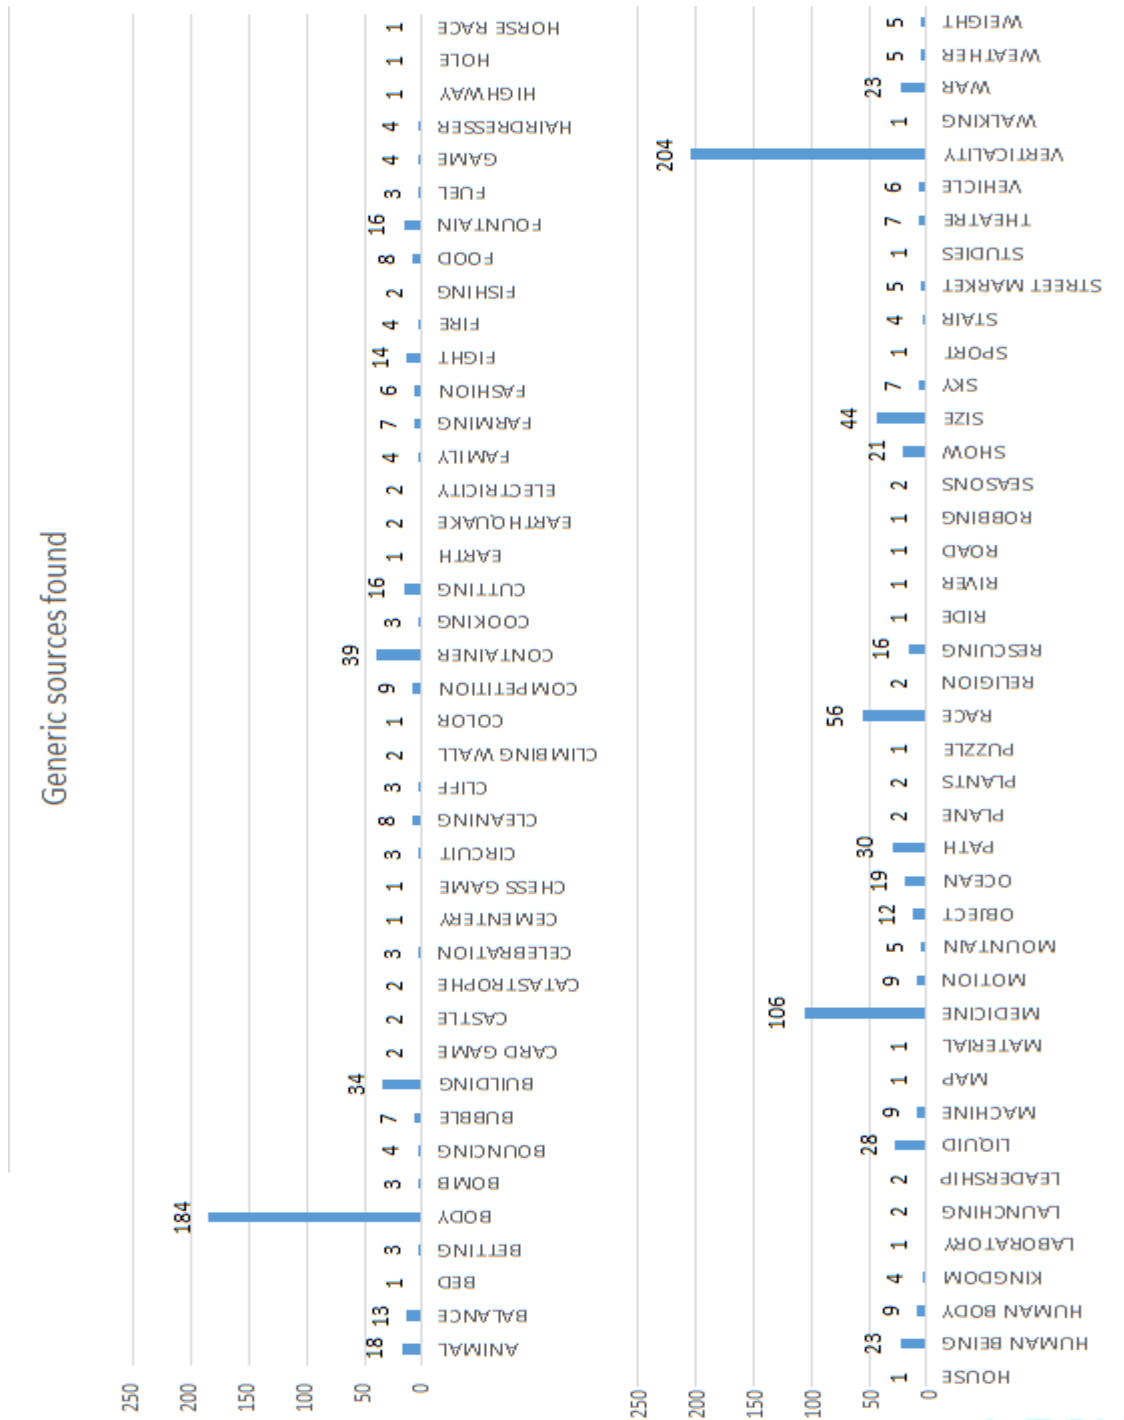 Generic sources found
250
200
150
100
50
0
18
13
1
3
184
3
4
7
34
2
2
2
3
1
1
3
8
3
2
1
9
39
3
16
1
2
2
4
7
6
14
4
2
8
16
3
4
4
1
1
1
ANIMAL
BALANCE
BED
BETTING
BODY
BOMB
BOUNCING
BUBBLE
BUILDING
CARD GAME
CASTLE
CATASTROPHE
CELEBRATION
CEMENTERY
CHESS GAME
CIRCUIT
CLEANING
CLIFF
CLIMBING WALL
COLOR
COMPETITION
CONTAINER
COOKING
CUTTING
EARTH
EARTHQUAKE
ELECTRICITY
FAMILY
FARMING
FASHION
FIGHT
FIRE
FISHING
FOOD
FOUNTAIN
FUEL
GAME
HAIRDRESSER
HIGHWAY
HOLE
HORSE RACE
250
200
150
100
50
0
1
23
9
4
1
2
2
28
9
1
1
106
9
5
12
19
30
2
2
1
56
2
16
1
1
1
1
2
21
44
7
1
4
5
1
7
6
204
1
23
5
5
HOUSE
HUMAN BEING
HUMAN BODY
KINGDOM
LABORATORY
LAUNCHING
LEADERSHIP
LIQUID
MACHINE
MAP
MATERIAL
MEDICINE
MOTION
MOUNTAIN
OBJECT
OCEAN
PATH
PLANE
PLANTS
PUZZLE
RACE
RELIGION
RESCUING
RIDE
RIVER
ROAD
ROBBING
SEASONS
SHOW
SIZE
SKY
SPORT
STAIR
STREET MARKET
STUDIES
THEATRE
VEHICLE
VERTICALITY
WALKING
WAR
WEATHER
WEIGHT